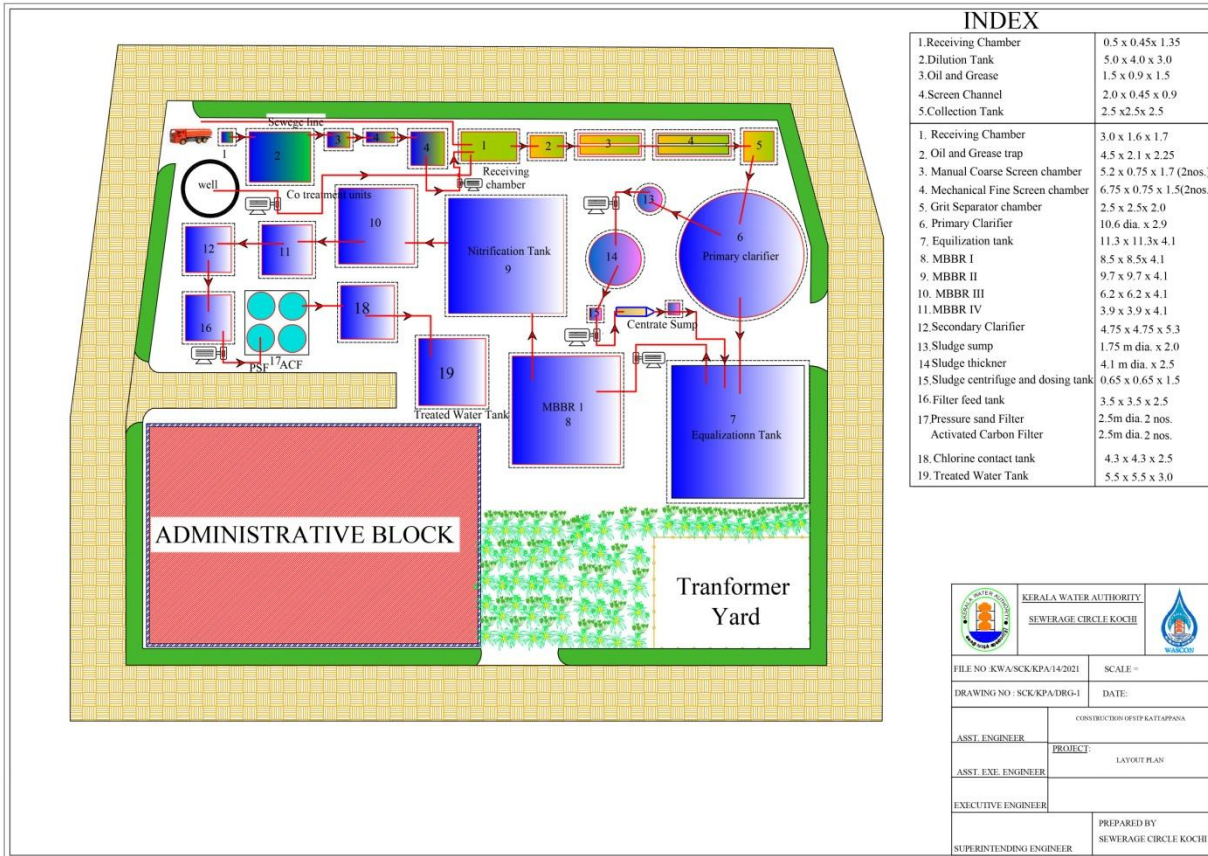 INDEX
1.Receiving Chamber 0.5 x 0.45x 1.35
2.Dilution Tank 5.0 x 4.0 x 3.0
3.Oil and Grease 1.5 x 0.9 x 1.5
4.Screen Channel 2.0 x 0.45 x 0.9
5.Collection Tank 2.5 x2.5x 2.5
1. Receiving Chamber 3.0 x 1.6 x 1.7
2. Oil and Grease trap 4.5 x 2.1 x 2.25
3. Manual Coarse Screen chamber 5.2 x 0.75 x 1.7 (2nos.)
4. Mechanical Fine Screen chamber 6.75 x 0.75 x 1.5(2nos.
5. Grit Separator chamber 2.5 x 2.5x 2.0
6. Primary Clarifier 10.6 dia. x 2.9
7. Equilization tank 11.3 x 11.3x 4.1
8. MBBR I 8.5 x 8.5x 4.1
9. MBBR II 9.7 x 9.7 x 4.1
10. MBBR III 6.2 x 6.2 x 4.1
11. MBBR IV 3.9 x 3.9 x 4.1
12. Secondary Clarifier 4.75 x 4.75 x 5.3
13. Sludge sump 1.75 m dia. x 2.0
14 Sludge thickner 4.1 m dia. x 2.5
15. Sludge centrifuge and dosing tank 0.65 x 0.65 x 1.5
16. Filter feed tank 3.5 x 3.5 x 2.5
17. Pressure sand Filter 2.5m dia. 2 nos.
Activated Carbon Filter 2.5m dia. 2 nos.
18. Chlorine contact tank 4.3 x 4.3 x 2.5
19. Treated Water Tank 5.5 x 5.5 x 3.0
Sewege line
1
2
3
4
4
1
2
3
4
5
Receiving
chamber
well
Co treatment units
13
10
Nitrification Tank
9
6
Primary clarifier
12
11
14
16
18
15
Centrate Sump
17
PSF
ACF
19
Treated Water Tank
MBBR 1
8
7
Equalizationn Tank
ADMINISTRATIVE BLOCK
Tranformer
Yard
KERALA WATER AUTHORITY
SEWERAGE CIRCLE KOCHI
KERALA WATER AUTHORITY
WASCON
FILE NO :KWA/SCK/KPA/14/2021 SCALE =
DRAWING NO : SCK/KPA/DRG-1 DATE:
CONSTRUCTION OFSTP KATTAPPANA
ASST. ENGINEER
PROJECT:
LAYOUT PLAN
ASST. EXE. ENGINEER
EXECUTIVE ENGINEER
PREPARED BY
SEWERAGE CIRCLE KOCHI
SUPERINTENDING ENGINEER